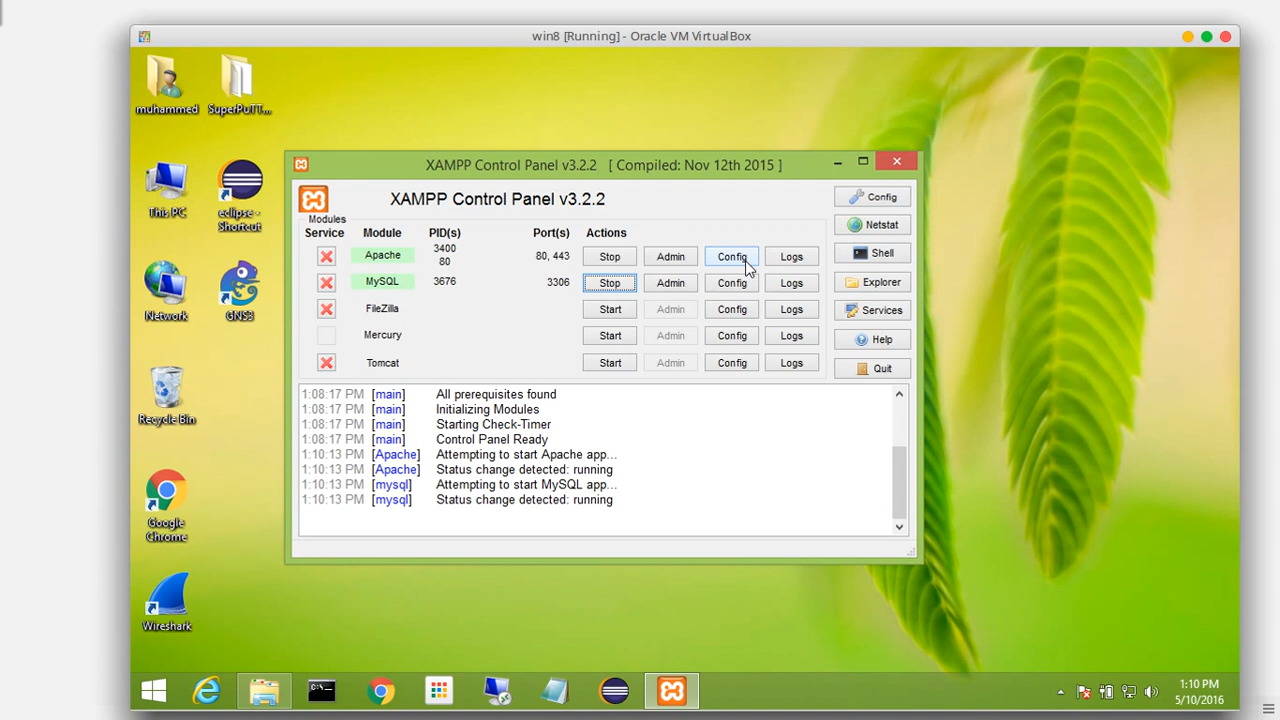 win8 [Running] - Oracle VM VirtualBox
muhammed
SuperPuTT...
This PC
eclipse -
Shortcut
Network
GNS3
Recycle Bin
Google
Chrome
Wireshark
XAMPP Control Panel v3.2.2 [ Compiled: Nov 12th 2015 ]
XAMPP Control Panel v3.2.2
Config
Modules
Service Module PID(s) Port(s) Actions
Netstat
Apache 3400 80 80, 443 Stop Admin Config Logs
Shell
MySQL 3676 3306 Stop Admin Config Logs
Explorer
FileZilla Start Admin Config Logs
Services
Mercury Start Admin Config Logs
Help
Tomcat Start Admin Config Logs
Quit
1:08:17 PM [main] All prerequisites found
1:08:17 PM [main] Initializing Modules
1:08:17 PM [main] Starting Check-Timer
1:08:17 PM [main] Control Panel Ready
1:10:13 PM [Apache] Attempting to start Apache app...
1:10:13 PM [Apache] Status change detected: running
1:10:13 PM [mysql] Attempting to start MySQL app...
1:10:13 PM [mysql] Status change detected: running
1:10 PM
5/10/2016